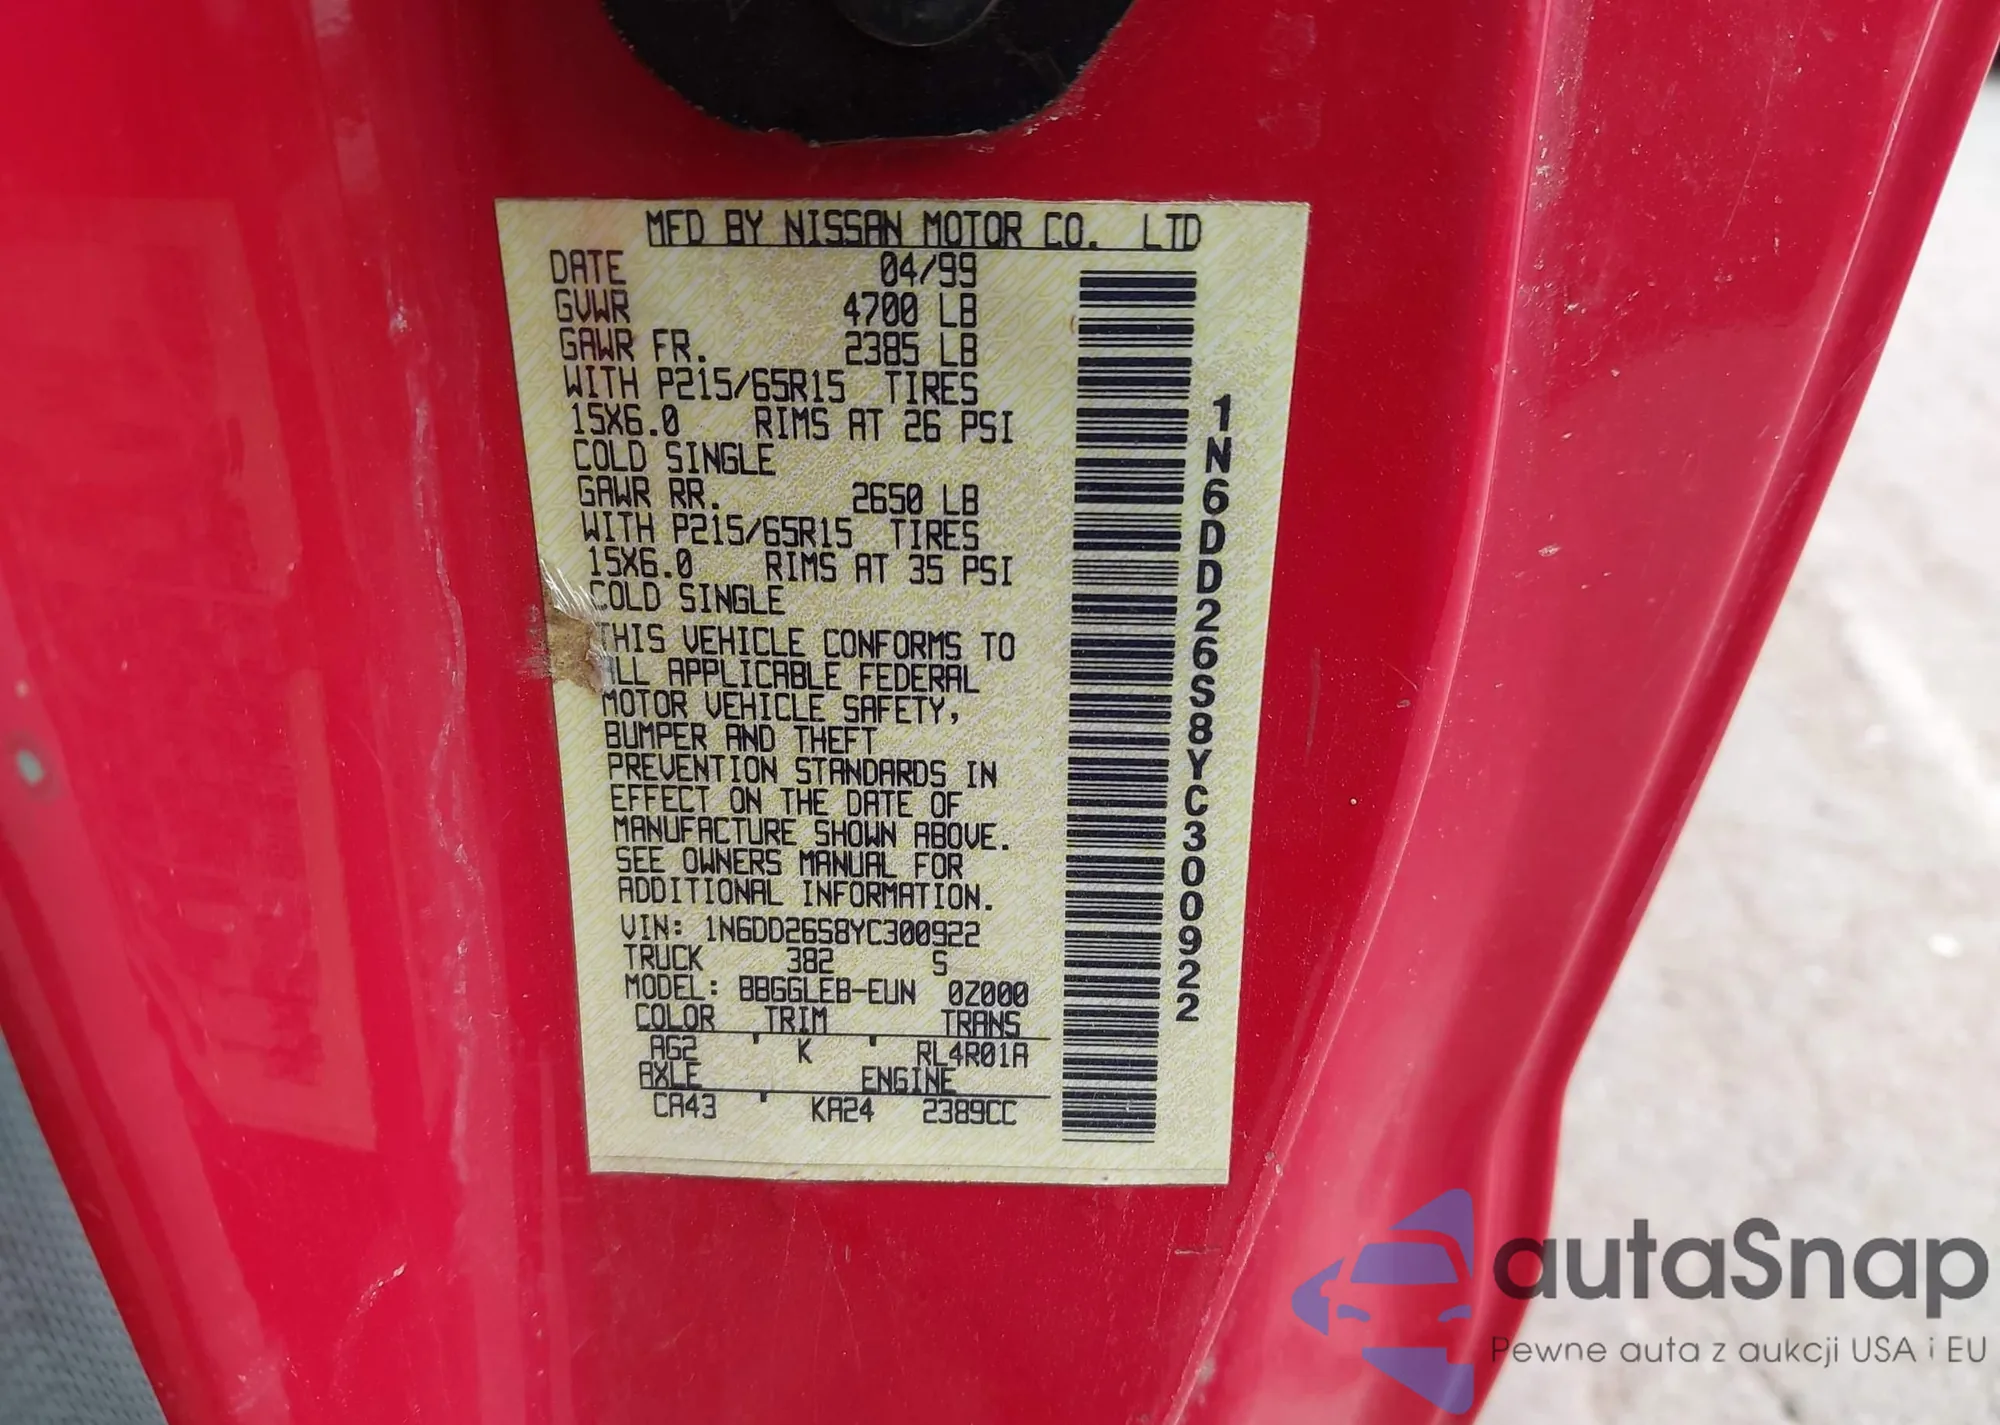 MFD BY NISSAN MOTOR CO. LTD
DATE 04/99
GVWR 4700 LB
GAWR FR. 2385 LB
WITH P215/65R15 TIRES
15X6.0 RIMS AT 26 PSI
COLD SINGLE
GAWR RR. 2650 LB
WITH P215/65R15 TIRES
15X6.0 RIMS AT 35 PSI
COLD SINGLE
THIS VEHICLE CONFORMS TO
ALL APPLICABLE FEDERAL
MOTOR VEHICLE SAFETY,
BUMPER AND THEFT
PREVENTION STANDARDS IN
EFFECT ON THE DATE OF
MANUFACTURE SHOWN ABOVE.
SEE OWNERS MANUAL FOR
ADDITIONAL INFORMATION.
VIN: 1N6DD26S8YC300922
TRUCK 382 S
MODEL: BBGGLEB-EUN 0Z000
COLOR TRIM TRANS
AG2 ' K ' RL4R01A
AXLE ENGINE
CA43 ' KA24 2389CC
1N6DD26S8YC300922
autaSnap
Pewne auta z aukcji USA i EU